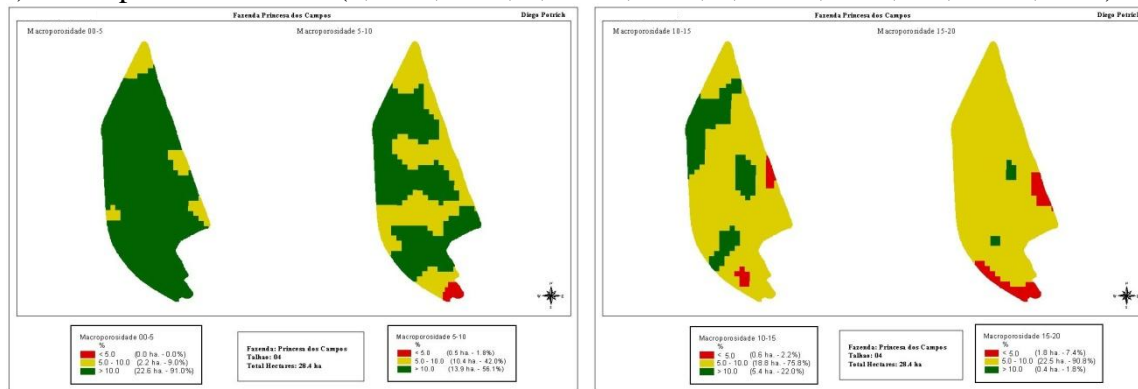 Fazenda Princesa dos Campos
Diego Petrich
Macroporosidade 00-5
Macroporosidade 5-10
Macroporosidade 00-5
%
< 5.0 (0.0 ha. - 0.0%)
5.0 - 10.0 (2.2 ha. - 9.0%)
> 10.0 (22.6 ha. - 91.0%)
Fazenda: Princesa dos Campos
Talhao: 04
Total Hectares: 28.4 ha
Macroporosidade 5-10
%
< 5.0 (0.5 ha. - 1.8%)
5.0 - 10.0 (10.4 ha. - 42.0%)
> 10.0 (13.9 ha. - 56.1%)
Fazenda Princesa dos Campos
Macroporosidade 10-15
Macroporosidade 15-20
Macroporosidade 10-15
%
< 5.0 (0.6 ha. - 2.2%)
5.0 - 10.0 (18.8 ha. - 75.8%)
> 10.0 (5.4 ha. - 22.0%)
Fazenda: Princesa dos Campos
Talhao: 04
Total Hectares: 28.4 ha
Macroporosidade 15-20
%
< 5.0 (1.8 ha. - 7.4%)
5.0 - 10.0 (22.5 ha. - 90.8%)
> 10.0 (0.4 ha. - 1.8%)